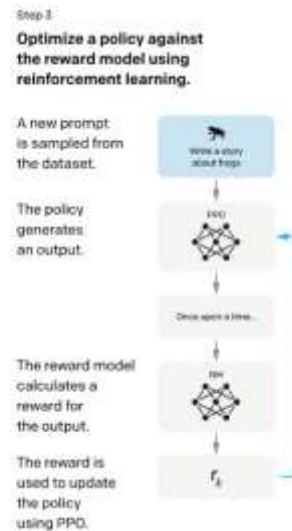 Step 3
Optimize a policy against
the reward model using
reinforcement learning.
A new prompt
is sampled from
the dataset.
Write a story
about frogs
The policy
generates
an output.
PPO
Once upon a time...
The reward model
calculates a
reward for
the output.
RM
The reward is
used to update
the policy
using PPO.
rk